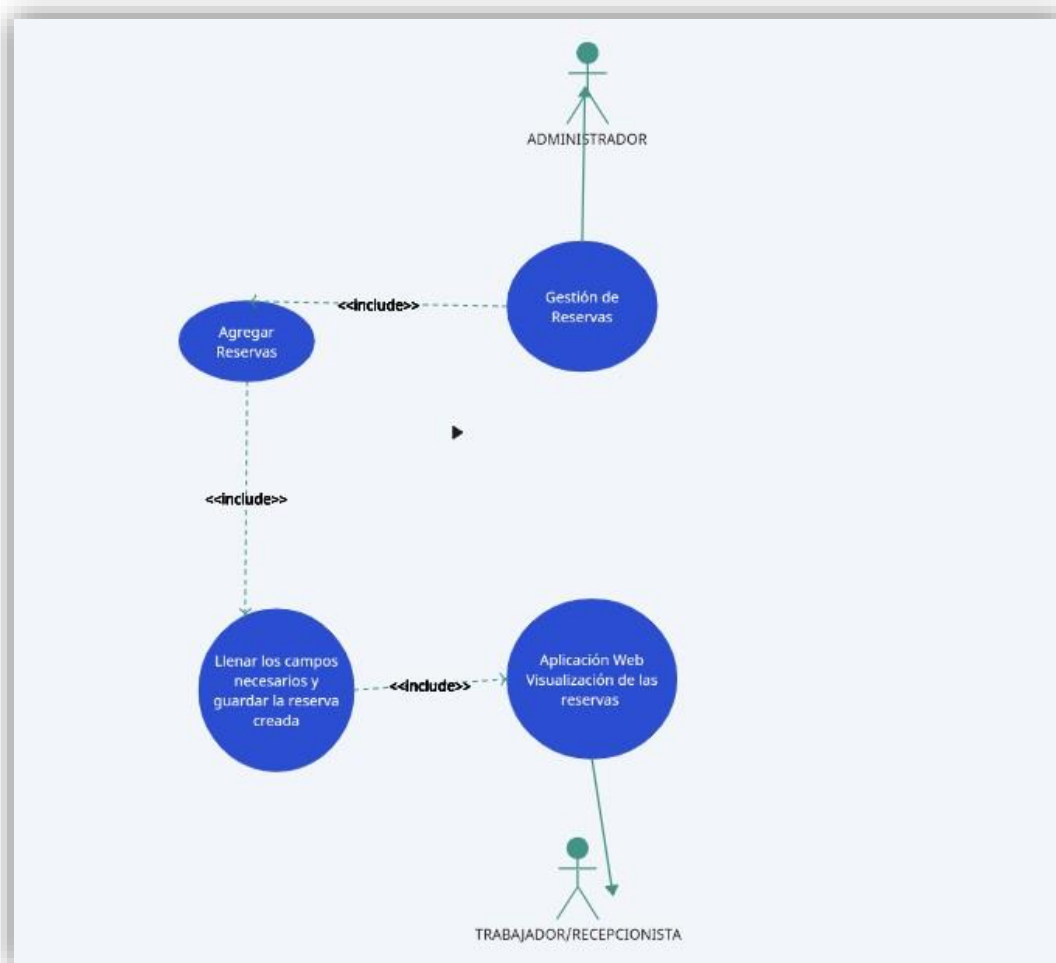 ADMINISTRADOR
Gestión de
Reservas
<<include>>
Agregar
Reservas
<<include>>
Llenar los campos
necesarios y
guardar la reserva
creada
<<include>>
Aplicación Web
Visualización de las
reservas
TRABAJADOR/RECEPCIONISTA